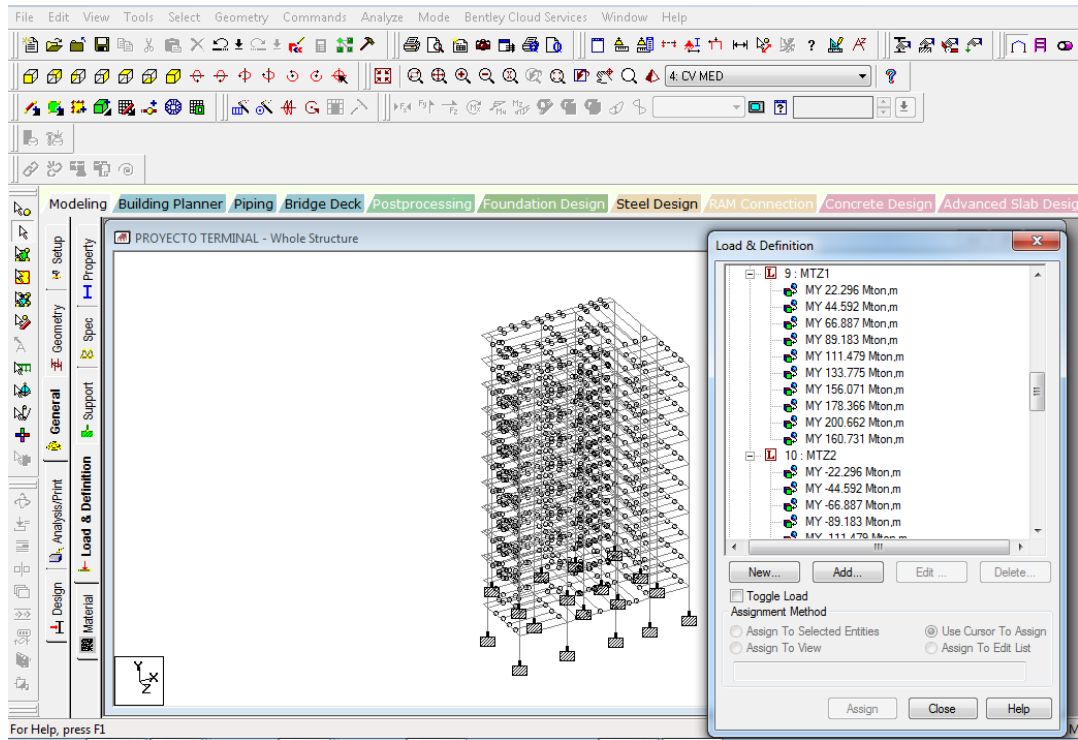 File Edit View Tools Select Geometry Commands Analyze Mode Bentley Cloud Services Window Help
4: CV MED
Modeling Building Planner Piping Bridge Deck Postprocessing Foundation Design Steel Design RAM Connection Concrete Design Advanced Slab Desig
PROYECTO TERMINAL - Whole Structure
Setup
Geometry
General
Analysis/Print
Design
Property
Spec
Support
Load & Definition
Material
Y
X
Z
Load & Definition
9 : MTZ1
MY 22.296 Mton,m
MY 44.592 Mton,m
MY 66.887 Mton,m
MY 89.183 Mton,m
MY 111.479 Mton,m
MY 133.775 Mton,m
MY 156.071 Mton,m
MY 178.366 Mton,m
MY 200.662 Mton,m
MY 160.731 Mton,m
10 : MTZ2
MY -22.296 Mton,m
MY -44.592 Mton,m
MY -66.887 Mton,m
MY -89.183 Mton,m
MY -111.479 Mton,m
New... Add... Edit ... Delete...
Toggle Load
Assignment Method
Assign To Selected Entities Use Cursor To Assign
Assign To View Assign To Edit List
Assign Close Help
For Help, press F1